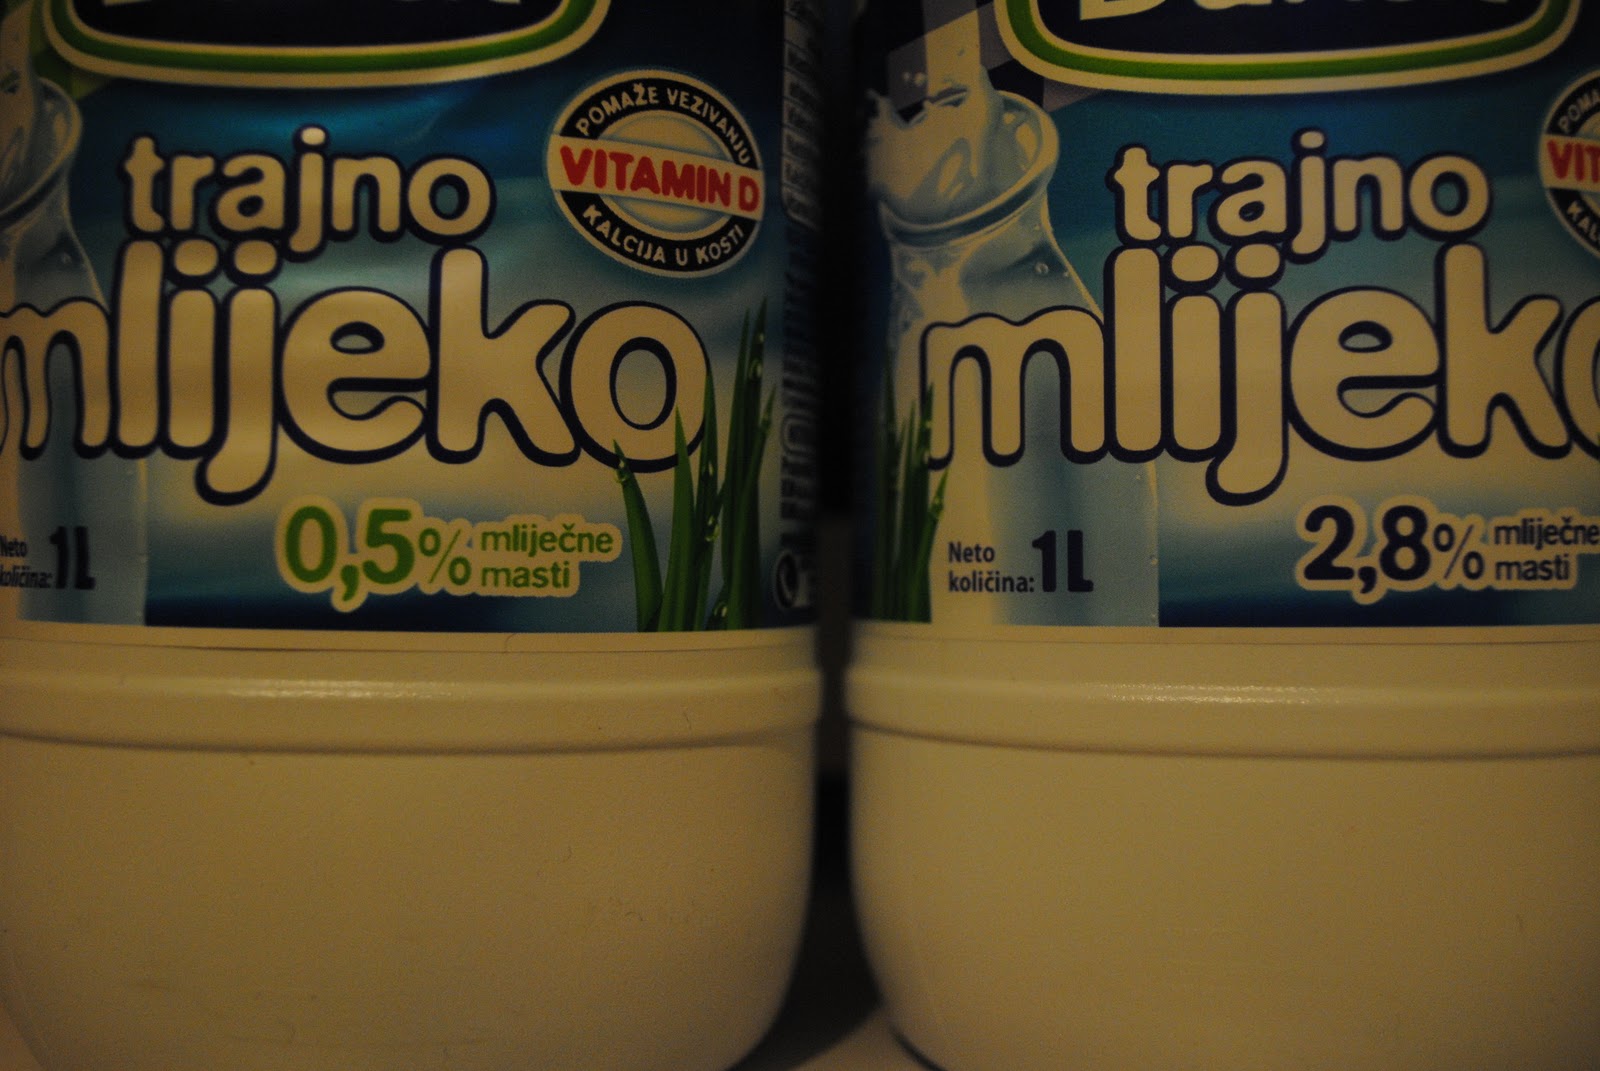 trajno
mlijeko
POMAŽE VEZIVANJU
VITAMIN D
KALCIJA U KOSTI
Neto
količina: 1L
0,5% mliječne
masti
trajno
mlijeko
Neto
količina: 1L
2,8% mliječne
masti